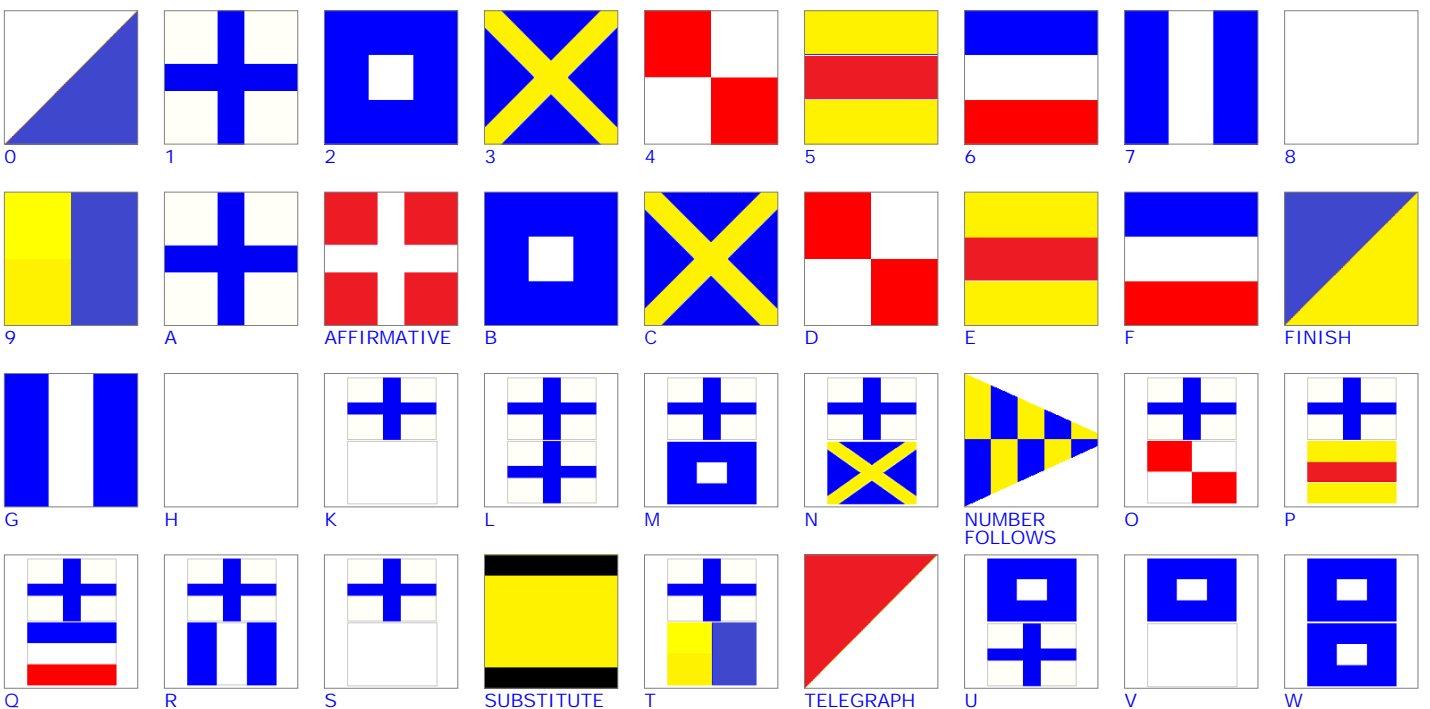 0 1 2 3 4 5 6 7 8
9 A AFFIRMATIVE B C D E F FINISH
G H K L M N NUMBER FOLLOWS O P
Q R S SUBSTITUTE T TELEGRAPH U V W